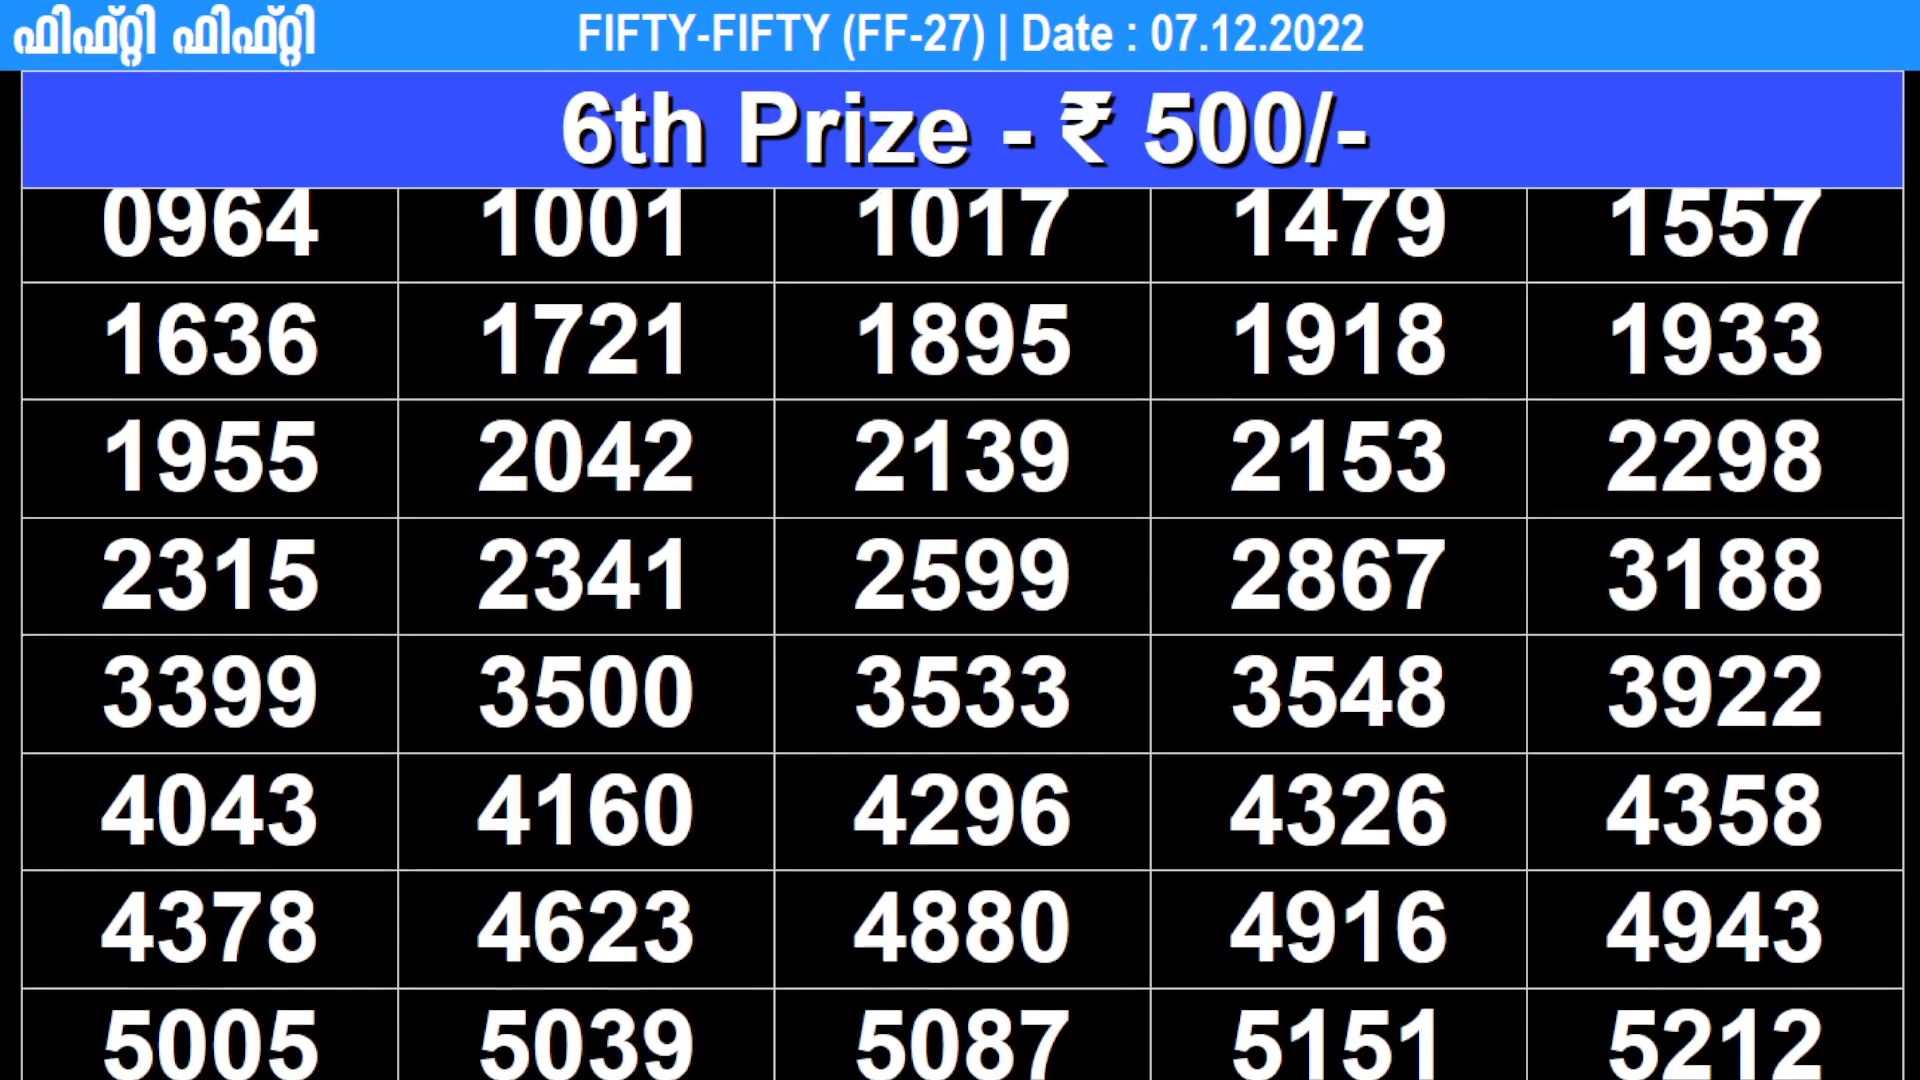 ഫിഫ്റ്റി ഫിഫ്റ്റി FIFTY-FIFTY (FF-27) | Date : 07.12.2022
6th Prize - ₹ 500/-
0964 1001 1017 1479 1557
1636 1721 1895 1918 1933
1955 2042 2139 2153 2298
2315 2341 2599 2867 3188
3399 3500 3533 3548 3922
4043 4160 4296 4326 4358
4378 4623 4880 4916 4943
5005 5039 5087 5151 5212